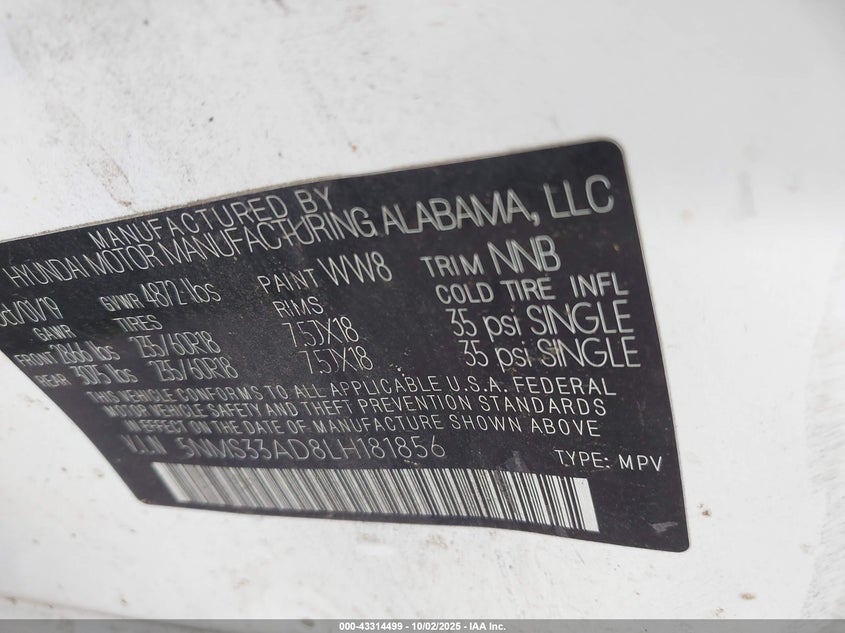 MANUFACTURED BY
HYUNDAI MOTOR MANUFACTURING ALABAMA, LLC
GVWR 4872 lbs PAINT WW8 TRIM NNB
GAWR TIRES RIMS COLD TIRE INFL
FRONT 2866 lbs 235/60R18 7.5JX18 35 psi SINGLE
REAR 3075 lbs 235/60R18 7.5JX18 35 psi SINGLE
THIS VEHICLE CONFORMS TO ALL APPLICABLE U.S.A. FEDERAL
MOTOR VEHICLE SAFETY AND THEFT PREVENTION STANDARDS
IN EFFECT ON THE DATE OF MANUFACTURE SHOWN ABOVE
V.I.N 5NMS33AD8LH181856 TYPE: MPV
000-43314499 | 10/02/2025 - IAA Inc.